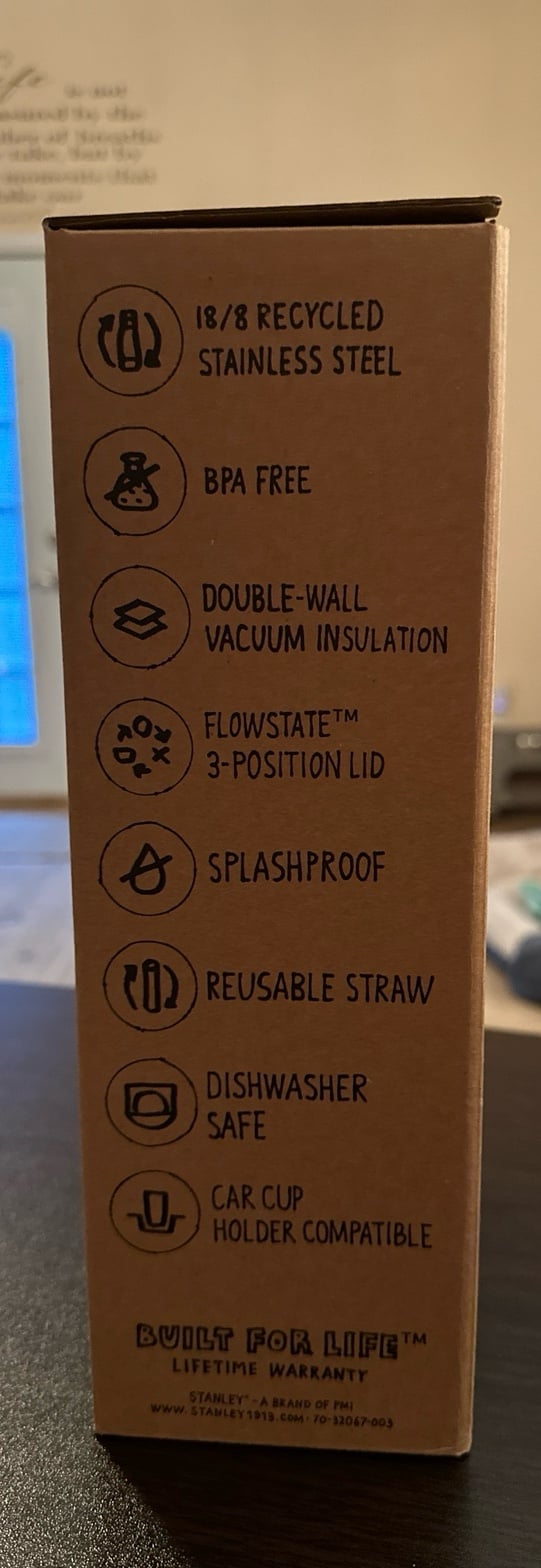 is not
18/8 RECYCLED
STAINLESS STEEL
BPA FREE
DOUBLE-WALL
VACUUM INSULATION
FLOWSTATE™
3-POSITION LID
SPLASHPROOF
REUSABLE STRAW
DISHWASHER
SAFE
CAR CUP
HOLDER COMPATIBLE
BUILT FOR LIFE™
LIFETIME WARRANTY
STANLEY® - A BRAND OF PMI
WWW.STANLEY1913.COM · 70-32067-003